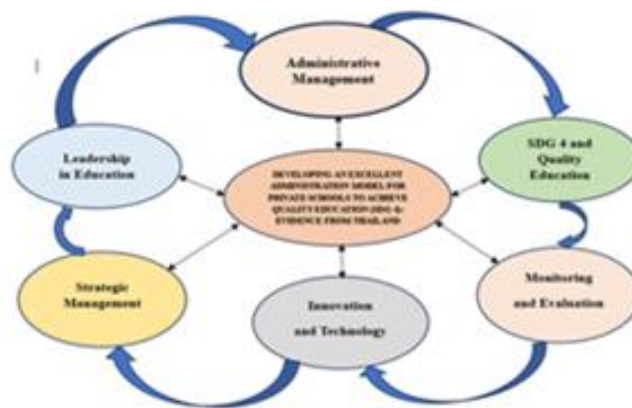 Administrative
Management
Leadership
in Education
SDG 4 and
Quality
Education
DEVELOPING AN EXCELLENT
ADMINISTRATION MODEL FOR
PRIVATE SCHOOLS TO ACHIEVE
QUALITY EDUCATION (SDG 4):
EVIDENCE FROM THAILAND
Strategic
Management
Innovation
and Technology
Monitoring
and Evaluation